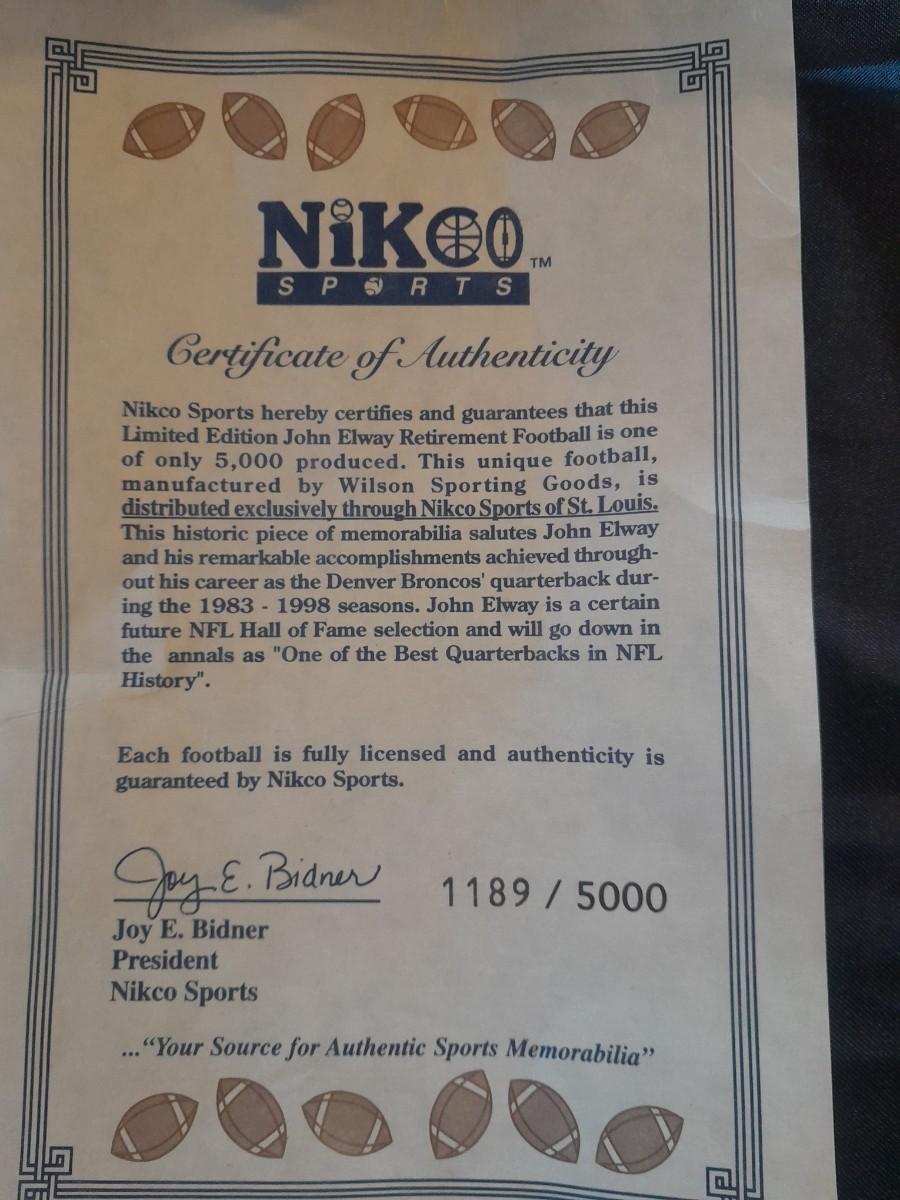 NiKCO™
SPORTS
Certificate of Authenticity
Nikco Sports hereby certifies and guarantees that this
Limited Edition John Elway Retirement Football is one
of only 5,000 produced. This unique football,
manufactured by Wilson Sporting Goods, is
distributed exclusively through Nikco Sports of St. Louis.
This historic piece of memorabilia salutes John Elway
and his remarkable accomplishments achieved through-
out his career as the Denver Broncos' quarterback dur-
ing the 1983 - 1998 seasons. John Elway is a certain
future NFL Hall of Fame selection and will go down in
the annals as "One of the Best Quarterbacks in NFL
History".
Each football is fully licensed and authenticity is
guaranteed by Nikco Sports.
Joy E. Bidner
1189 / 5000
Joy E. Bidner
President
Nikco Sports
..."Your Source for Authentic Sports Memorabilia"